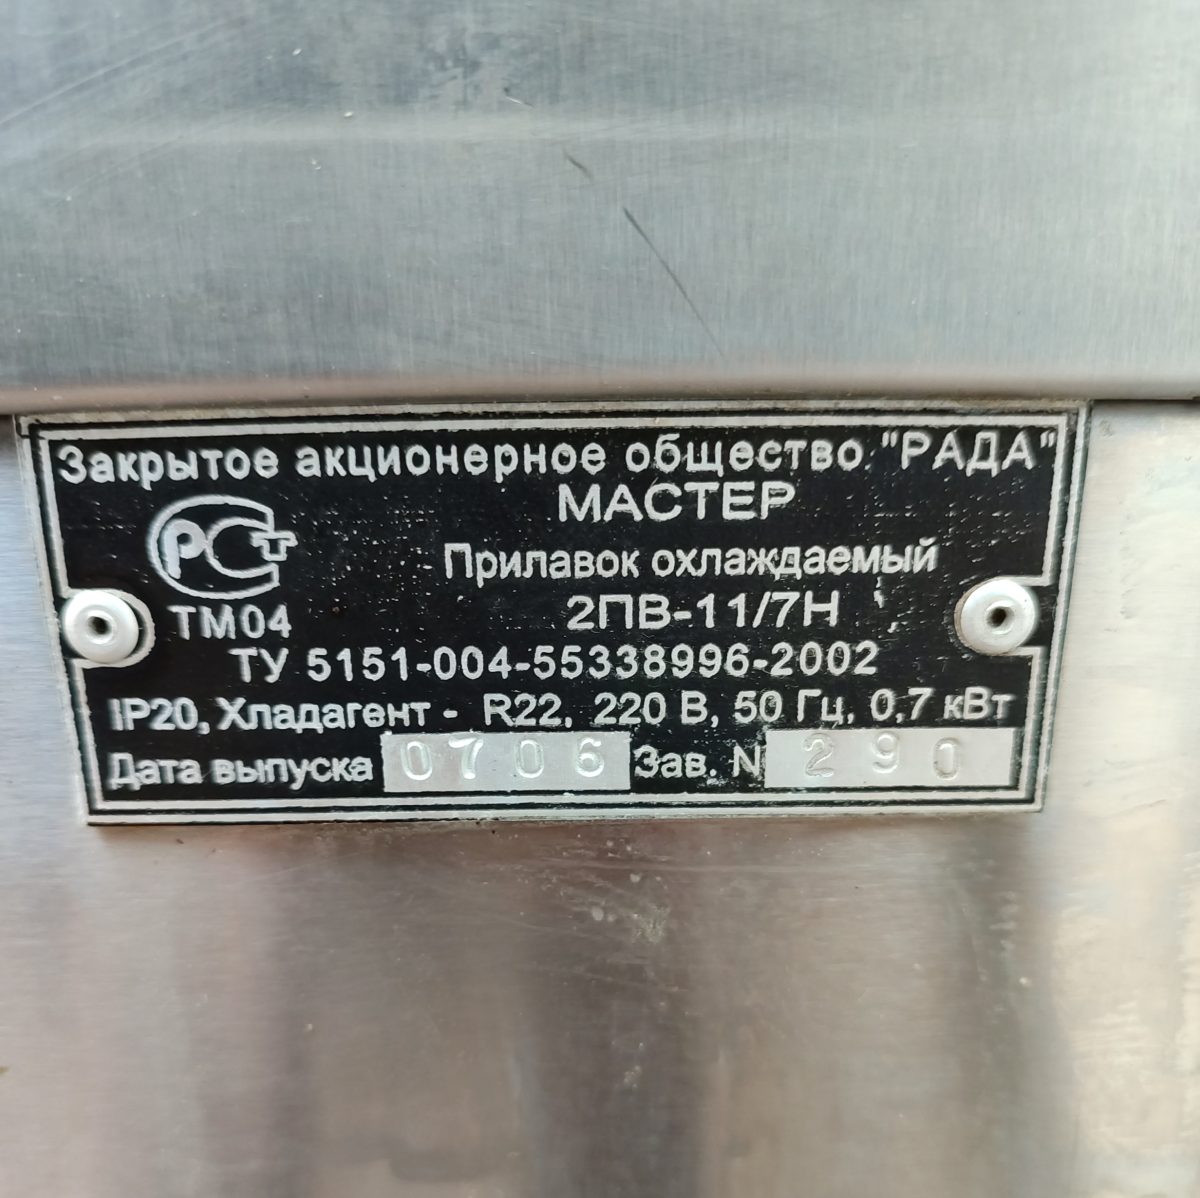 Закрытое акционерное общество "РАДА"
МАСТЕР
РСТ
Прилавок охлаждаемый
ТМ04
2ПВ-11/7Н
ТУ 5151-004-55338996-2002
IP20, Хладагент - R22, 220 В, 50 Гц, 0,7 кВт
Дата выпуска 0706 Зав. N 290